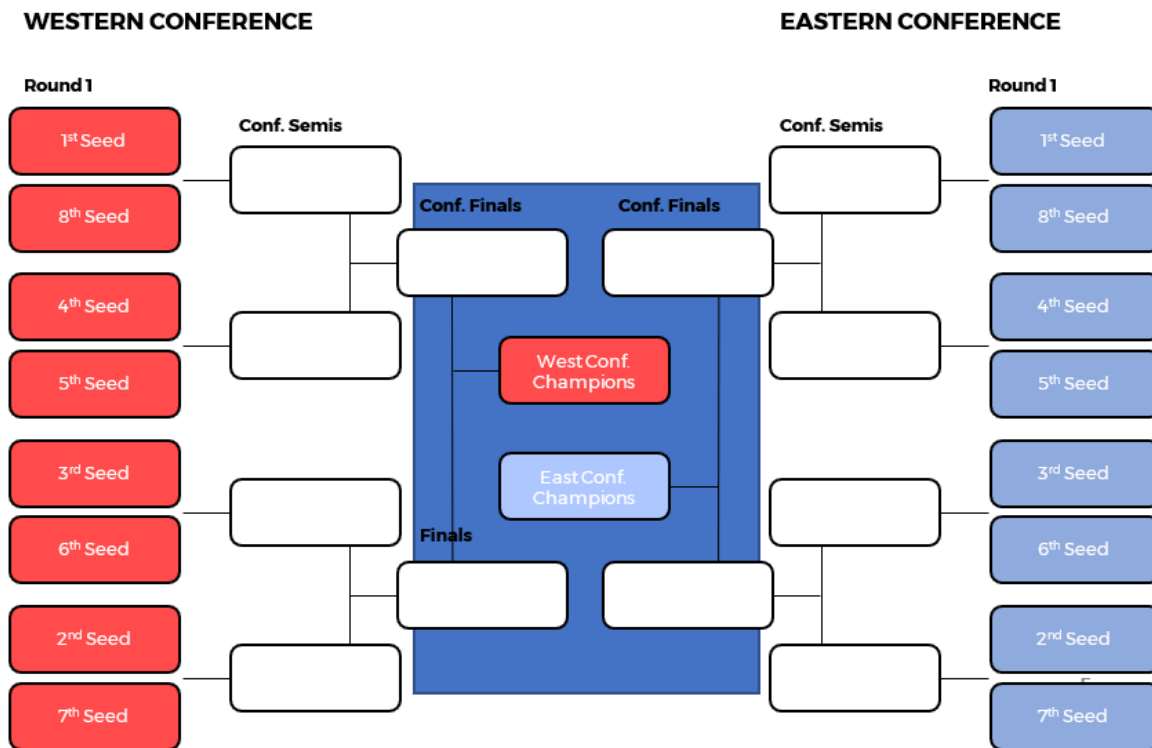 WESTERN CONFERENCE
EASTERN CONFERENCE
Round 1
Round 1
1st Seed
Conf. Semis
Conf. Semis
1st Seed
8th Seed
Conf. Finals
Conf. Finals
8th Seed
4th Seed
4th Seed
West Conf.
Champions
5th Seed
5th Seed
3rd Seed
East Conf.
Champions
3rd Seed
6th Seed
Finals
6th Seed
2nd Seed
2nd Seed
7th Seed
7th Seed